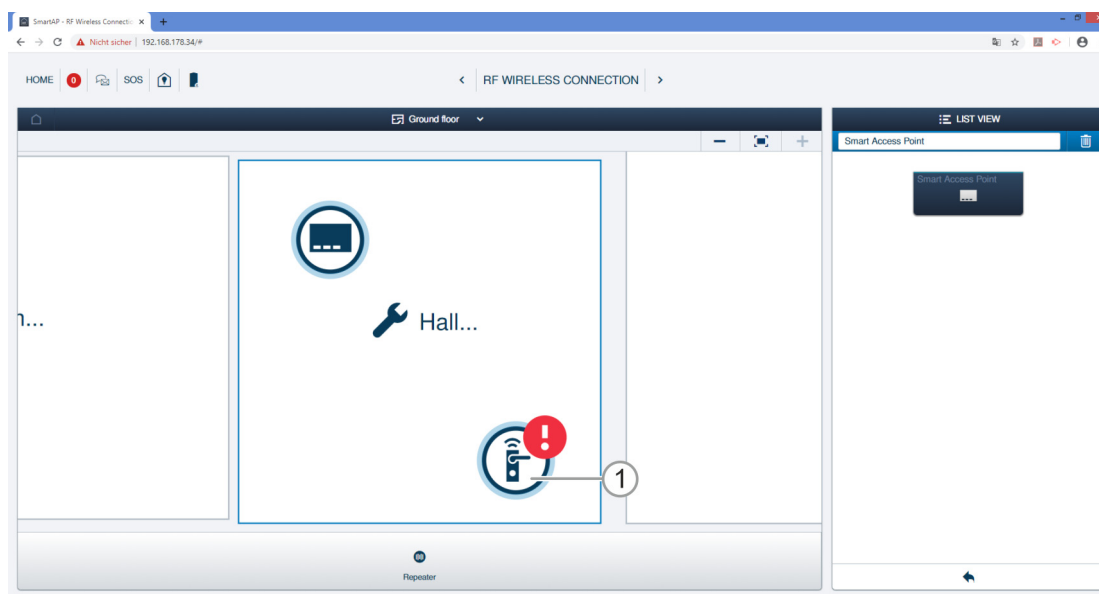 SmartAP - RF Wireless Connectio
Nicht sicher | 192.168.178.34/#
HOME 0 SOS < RF WIRELESS CONNECTION >
Ground floor
LIST VIEW
Smart Access Point
Smart Access Point
n...
Hall...
!
1
Repeater